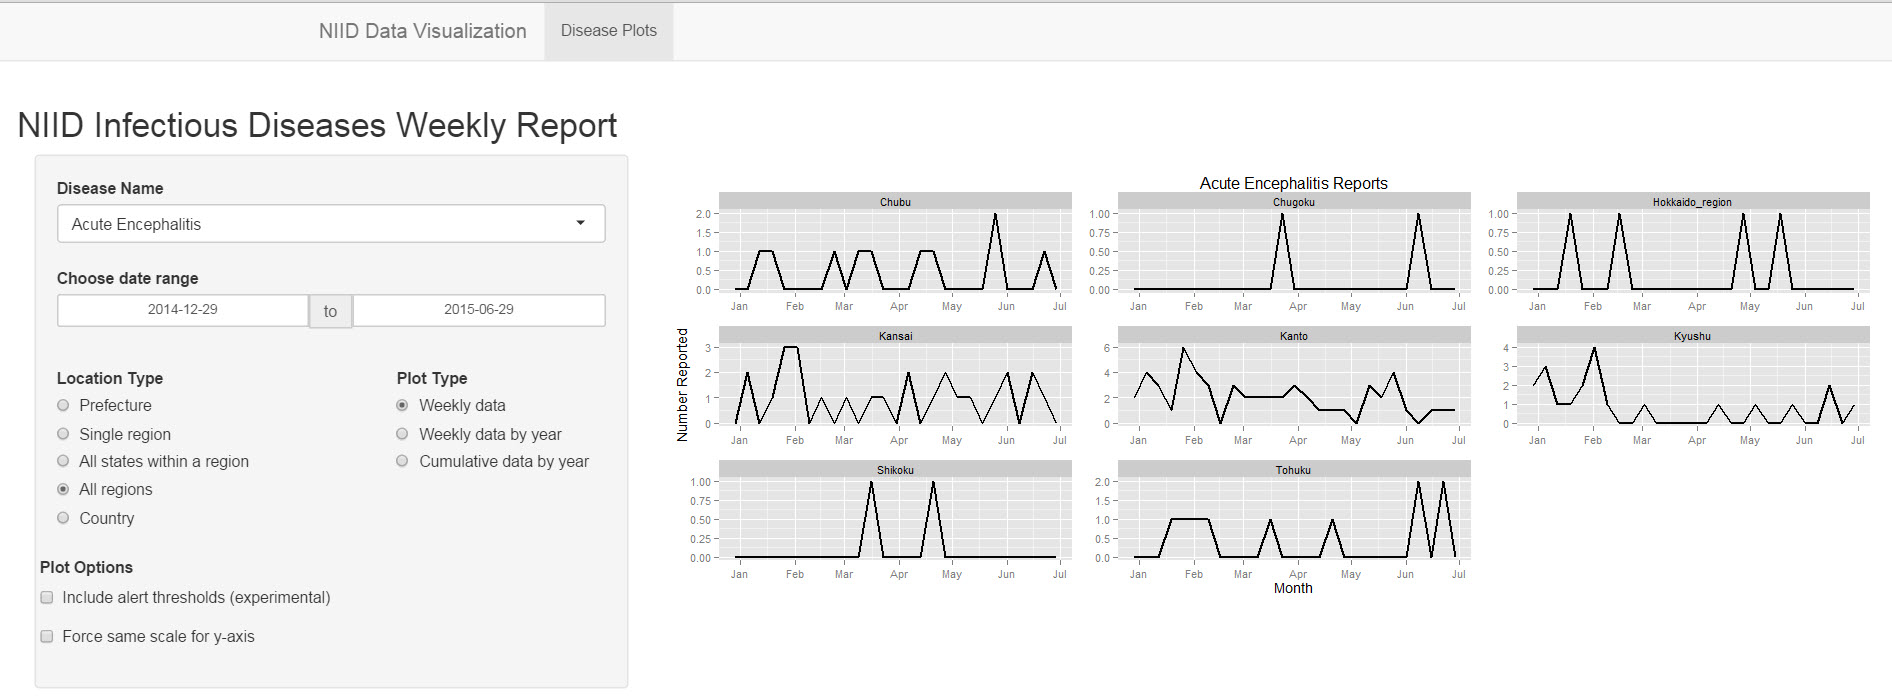 NIID Data Visualization
Disease Plots
NIID Infectious Diseases Weekly Report
Disease Name
Acute Encephalitis
Choose date range
2014-12-29 to 2015-06-29
Location Type
Prefecture
Single region
All states within a region
All regions
Country
Plot Type
Weekly data
Weekly data by year
Cumulative data by year
Plot Options
Include alert thresholds (experimental)
Force same scale for y-axis
Acute Encephalitis Reports
Number Reported
Chubu
2.0
1.5
1.0
0.5
0.0
Jan Feb Mar Apr May Jun Jul
Chugoku
1.00
0.75
0.50
0.25
0.00
Jan Feb Mar Apr May Jun Jul
Hokkaido_region
1.00
0.75
0.50
0.25
0.00
Jan Feb Mar Apr May Jun Jul
Kansai
3
2
1
0
Jan Feb Mar Apr May Jun Jul
Kanto
6
4
2
0
Jan Feb Mar Apr May Jun Jul
Kyushu
4
3
2
1
0
Jan Feb Mar Apr May Jun Jul
Shikoku
1.00
0.75
0.50
0.25
0.00
Jan Feb Mar Apr May Jun Jul
Tohuku
2.0
1.5
1.0
0.5
0.0
Jan Feb Mar Apr May Jun Jul
Month